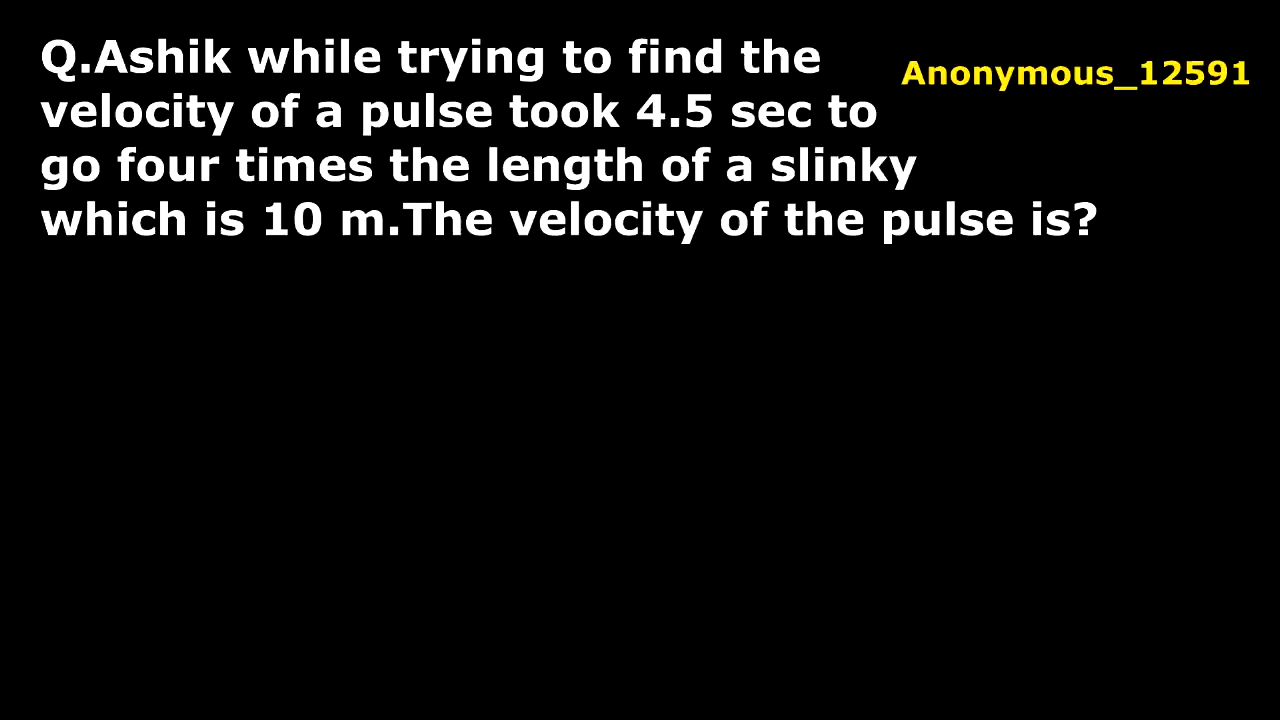 Q.Ashik while trying to find the
Anonymous_12591
velocity of a pulse took 4.5 sec to
go four times the length of a slinky
which is 10 m.The velocity of the pulse is?